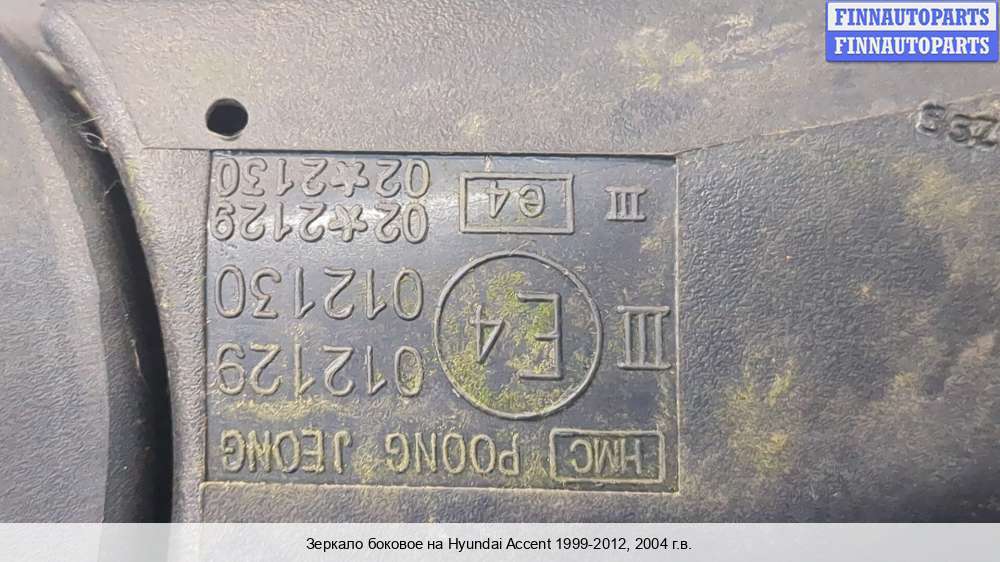 FINNAUTOPARTS
FINNAUTOPARTS
HMC POONG JEONG
III E4 012129
012130
III e4 02*2129
02*2130
Зеркало боковое на Hyundai Accent 1999-2012, 2004 г.в.